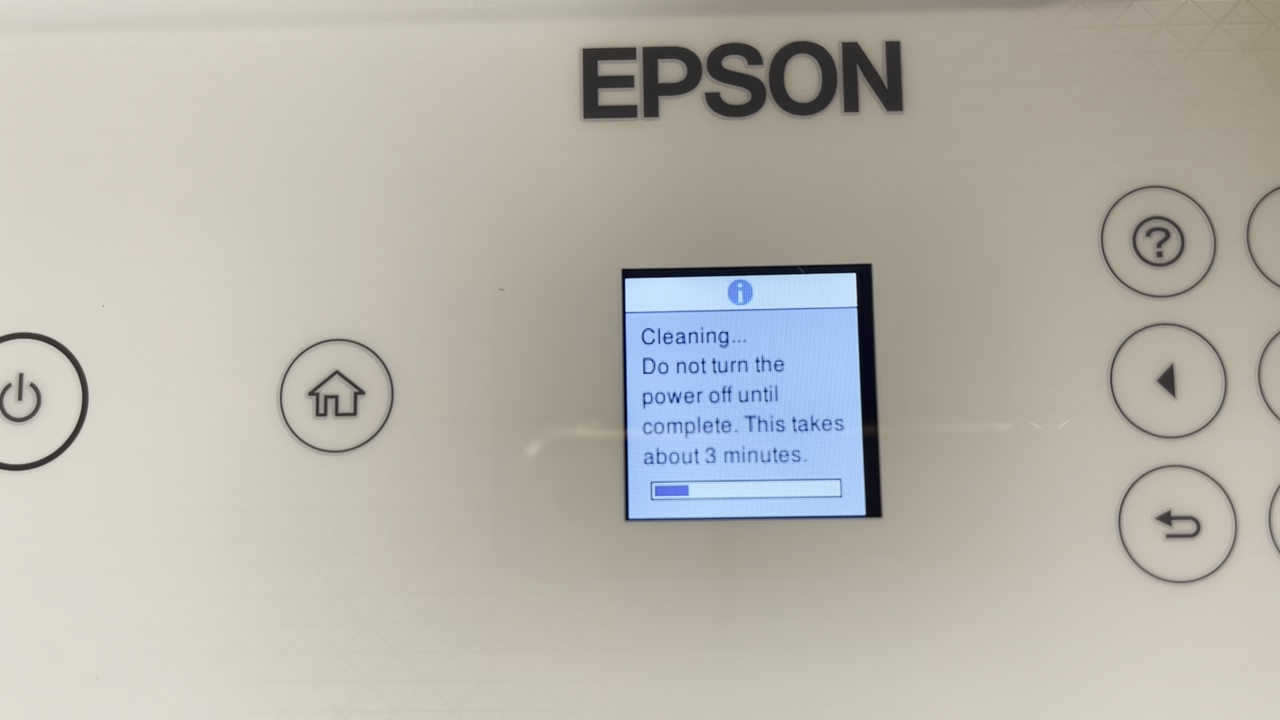 EPSON
Cleaning...
Do not turn the
power off until
complete. This takes
about 3 minutes.